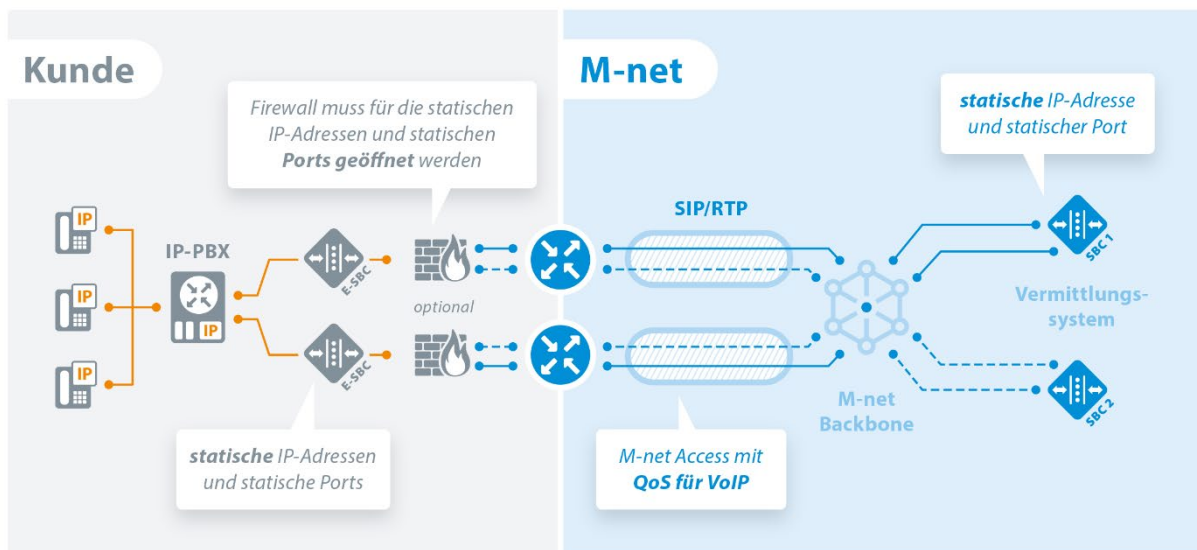 Kunde
M-net
Firewall muss für die statischen
IP-Adressen und statischen
Ports geöffnet werden
statische IP-Adresse
und statischer Port
SIP/RTP
IP
IP-PBX
IP
E-SBC
SBC 1
IP
optional
Vermittlungs-
system
E-SBC
IP
SBC 2
M-net
Backbone
statische IP-Adressen
und statische Ports
M-net Access mit
QoS für VoIP